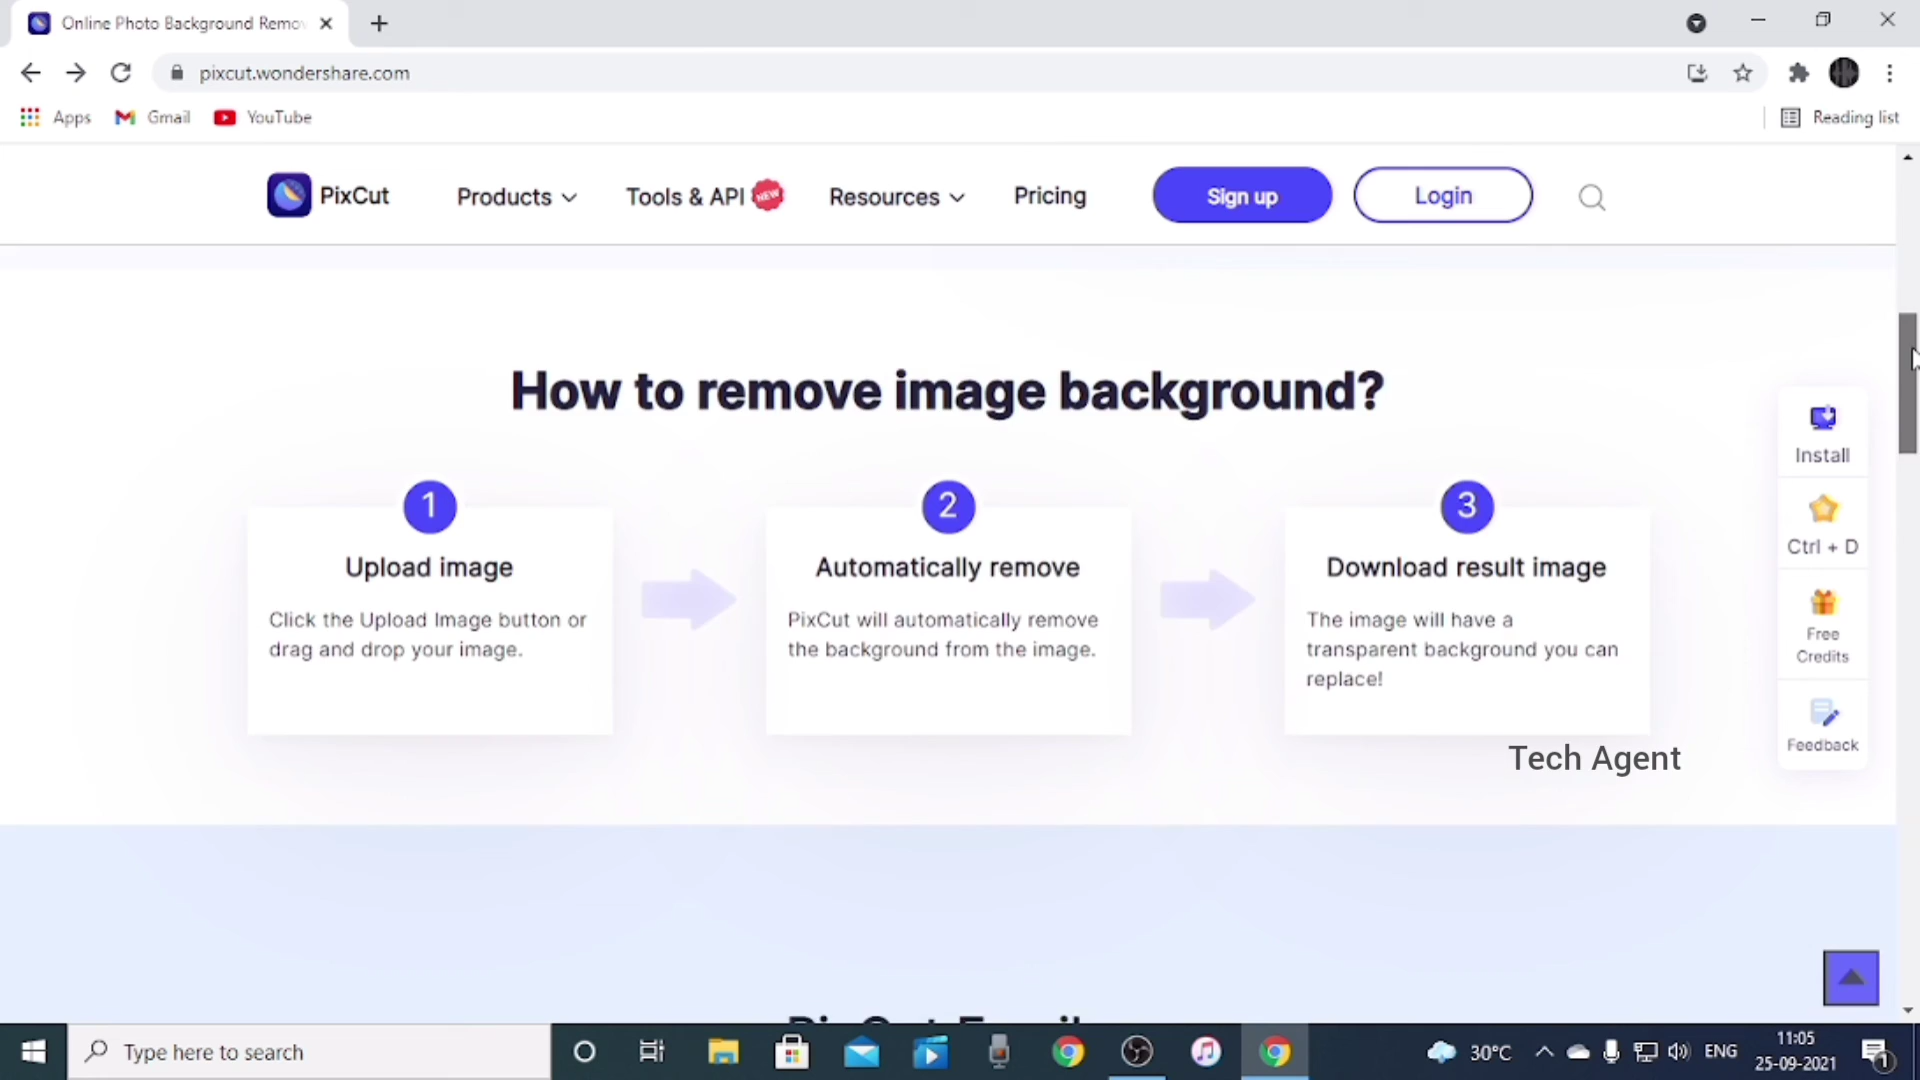 Online Photo Background Remo
pixcut.wondershare.com
Apps
Gmail
YouTube
Reading list
PixCut
Products
Tools & API
NEW
Resources
Pricing
Sign up
Login
How to remove image background?
1
2
3
Upload image
Click the Upload Image button or
drag and drop your image.
Automatically remove
PixCut will automatically remove
the background from the image.
Download result image
The image will have a
transparent background you can
replace!
Install
Ctrl + D
Free
Credits
Feedback
Tech Agent
Type here to search
30°C
ENG
11:05
25-09-2021
1